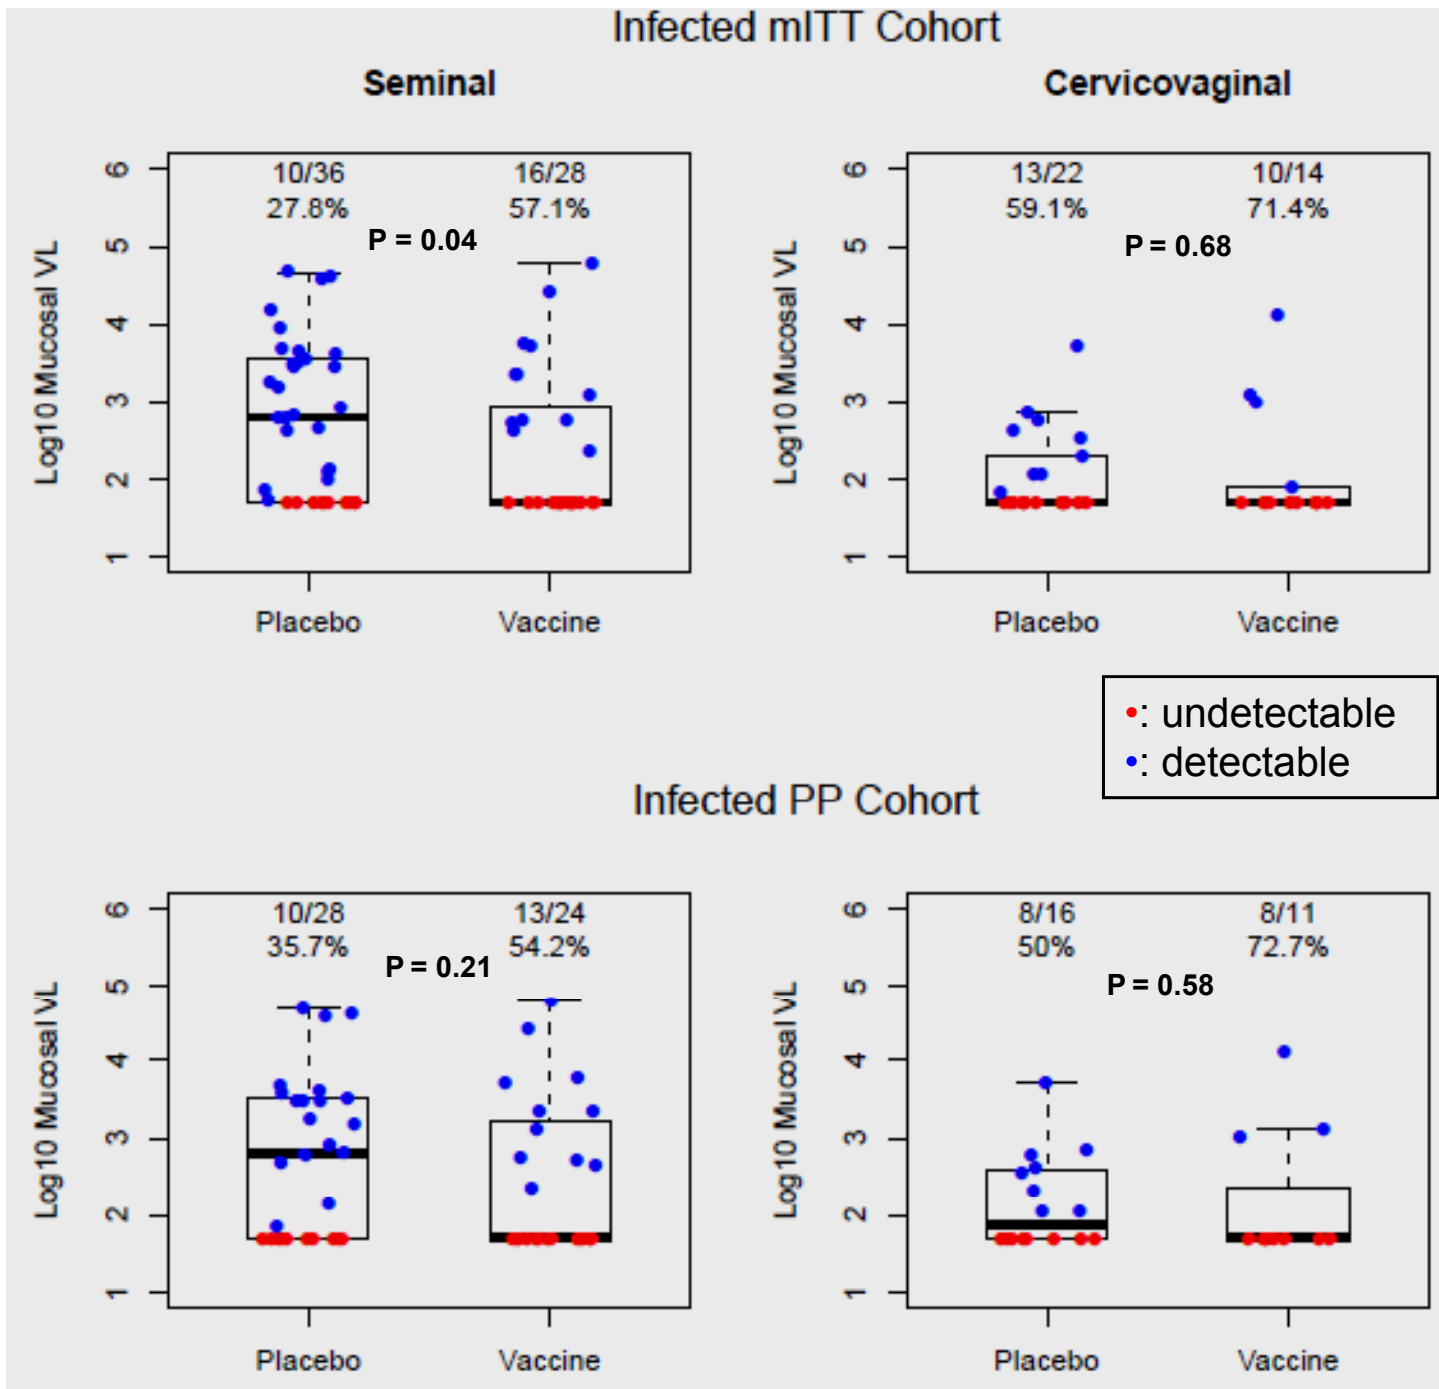 Infected mITT Cohort
Seminal
6
5
4
3
2
1
Log10 Mucosal VL
10/36
27.8%
16/28
57.1%
P = 0.04
Placebo
Vaccine
Cervicovaginal
6
5
4
3
2
1
Log10 Mucosal VL
13/22
59.1%
10/14
71.4%
P = 0.68
Placebo
Vaccine
•: undetectable
•: detectable
Infected PP Cohort
6
5
4
3
2
1
Log10 Mucosal VL
10/28
35.7%
13/24
54.2%
P = 0.21
Placebo
Vaccine
6
5
4
3
2
1
Log10 Mucosal VL
8/16
50%
8/11
72.7%
P = 0.58
Placebo
Vaccine